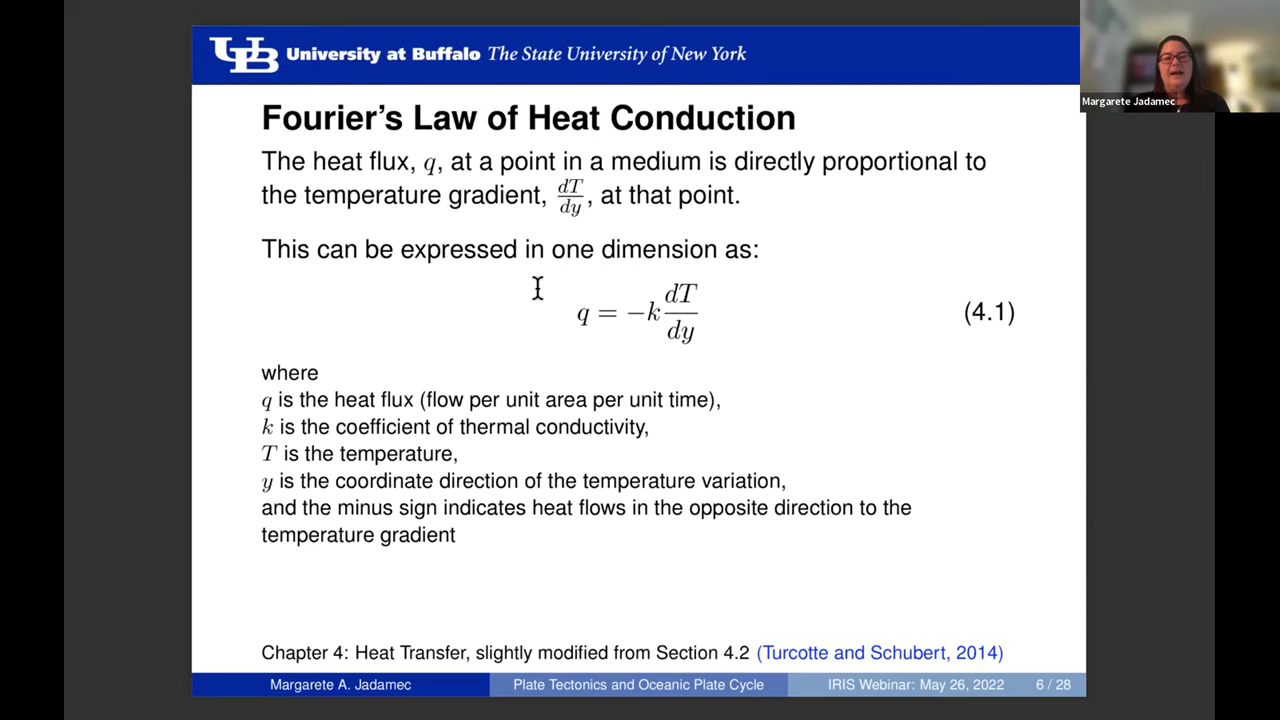 UB University at Buffalo The State University of New York
Margarete Jadamec
Fourier's Law of Heat Conduction
The heat flux, q, at a point in a medium is directly proportional to
the temperature gradient, dT/dy, at that point.
This can be expressed in one dimension as:
q = −k dT/dy (4.1)
where
q is the heat flux (flow per unit area per unit time),
k is the coefficient of thermal conductivity,
T is the temperature,
y is the coordinate direction of the temperature variation,
and the minus sign indicates heat flows in the opposite direction to the
temperature gradient
Chapter 4: Heat Transfer, slightly modified from Section 4.2 (Turcotte and Schubert, 2014)
Margarete A. Jadamec Plate Tectonics and Oceanic Plate Cycle IRIS Webinar: May 26, 2022 6 / 28